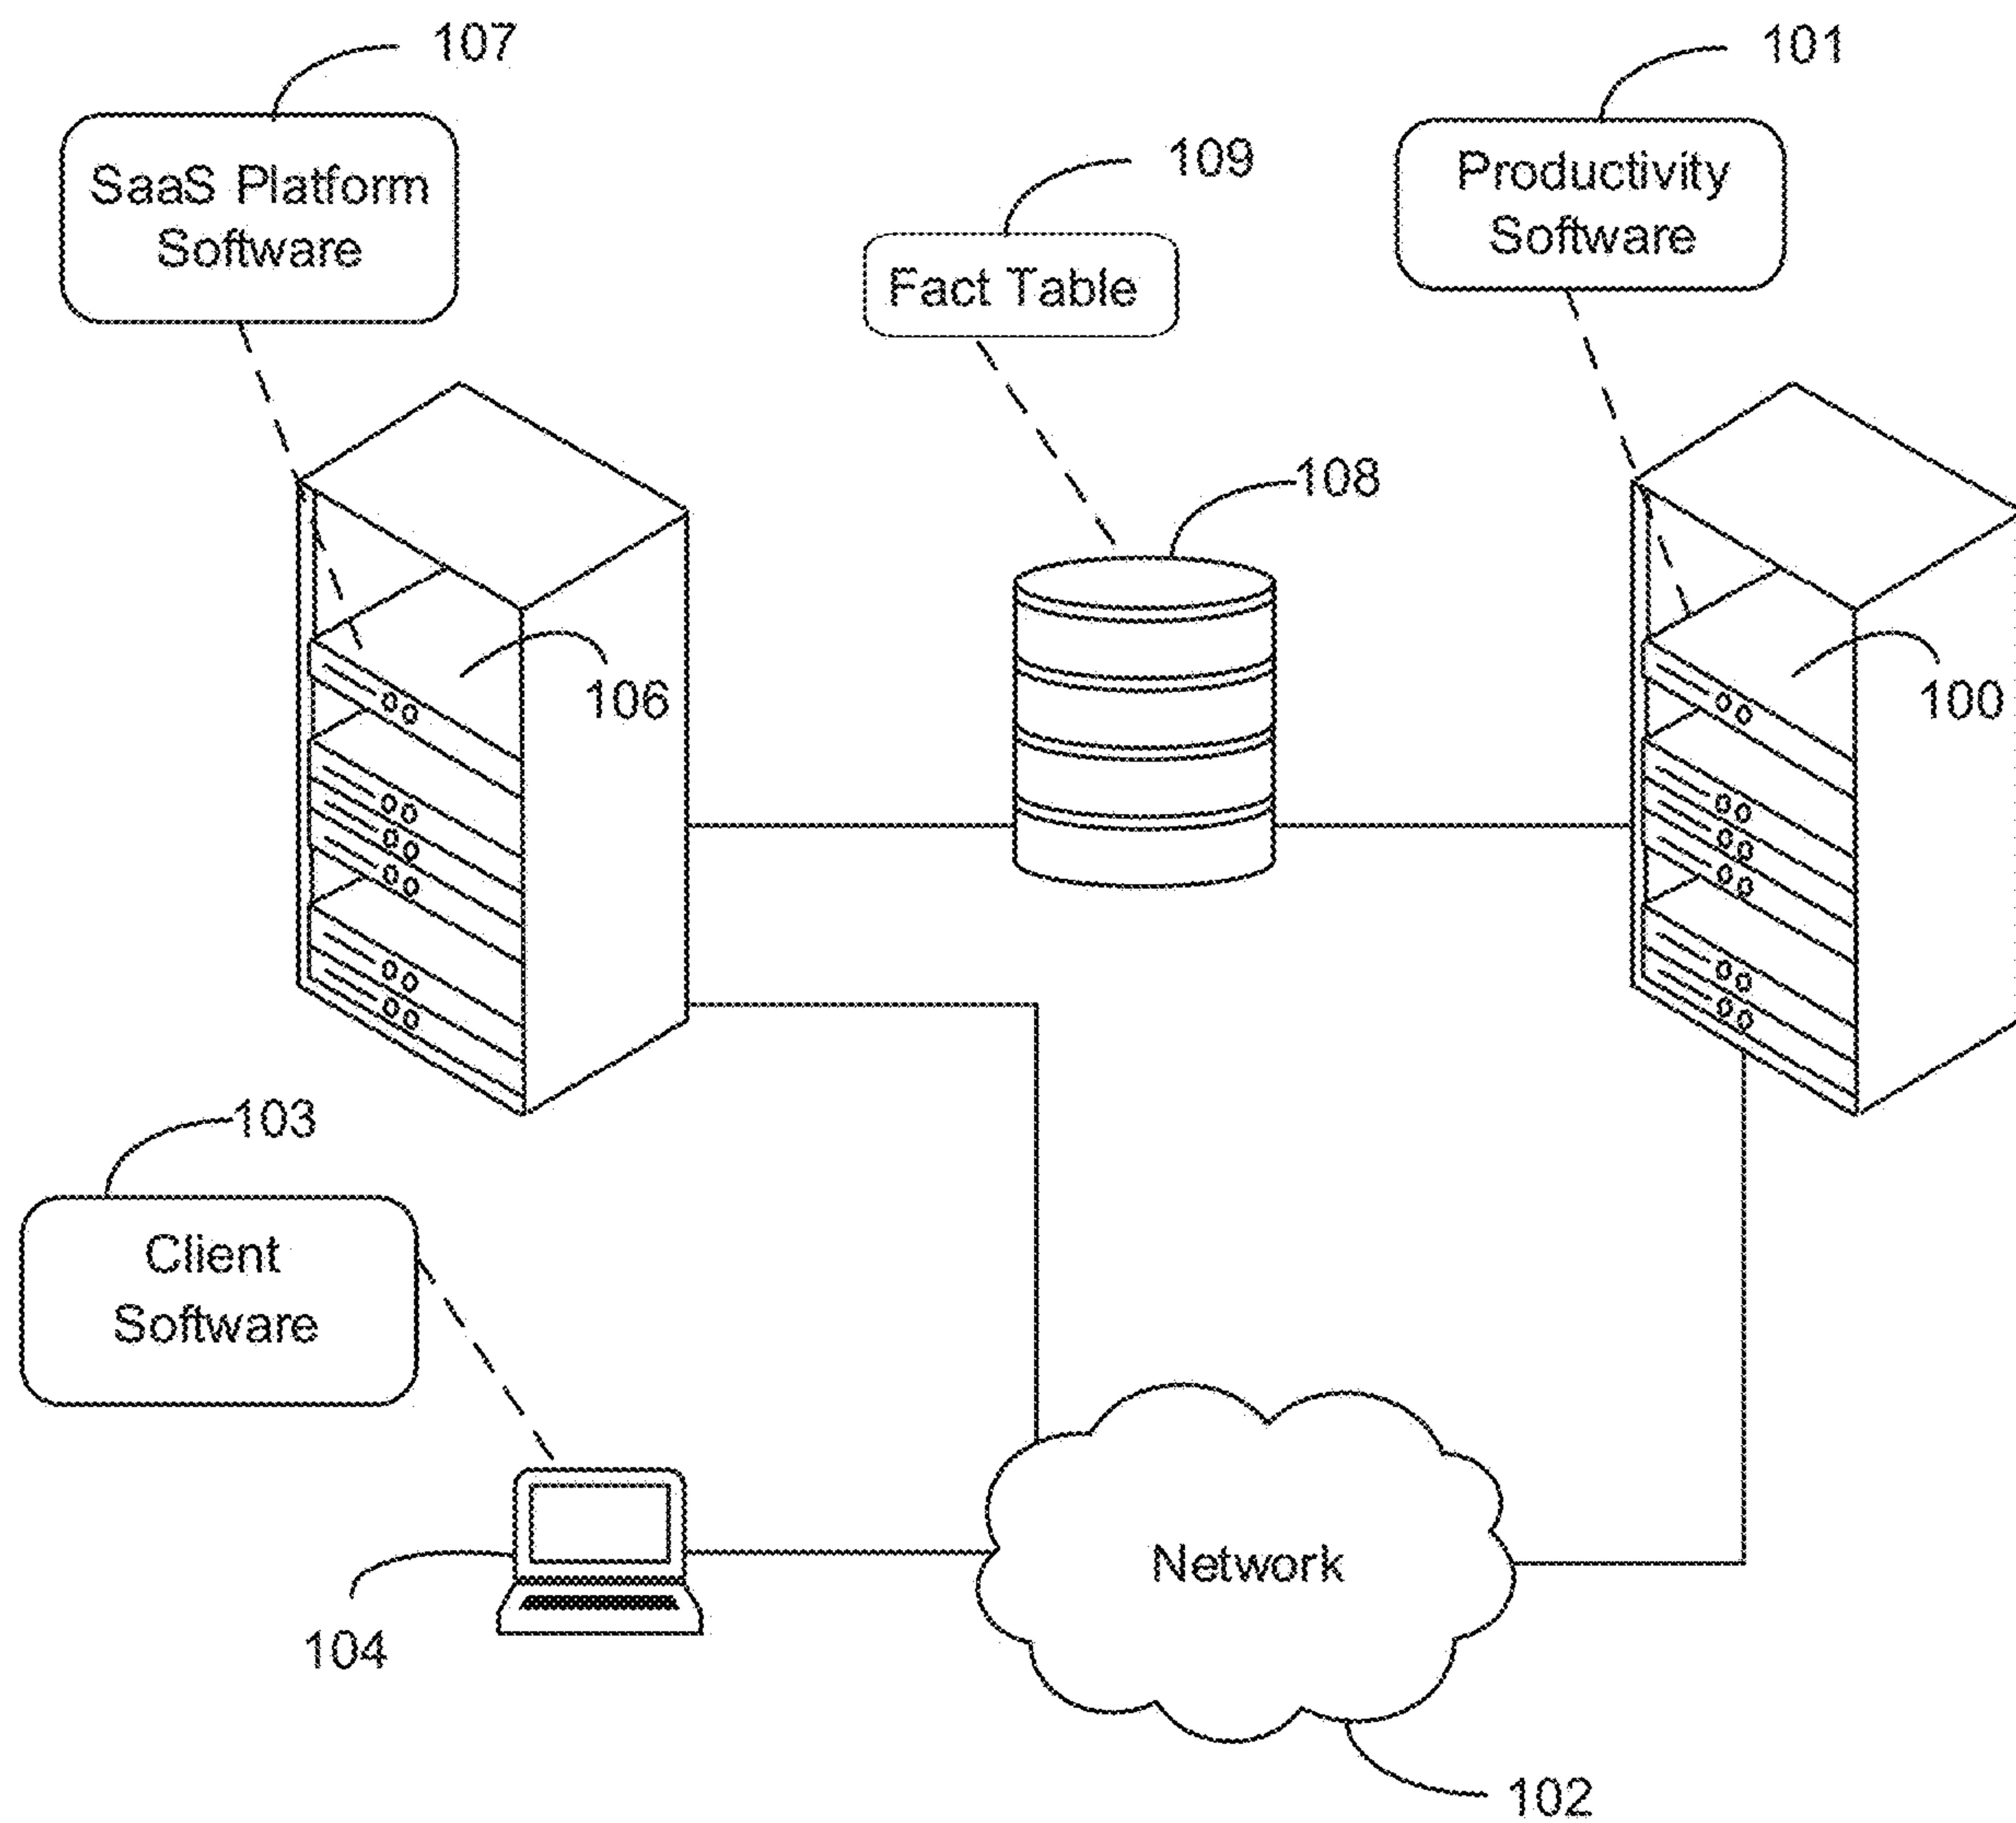 107
101
SaaS Platform
Software
109
Productivity
Software
Fact Table
108
106
100
103
Client
Software
Network
104
102